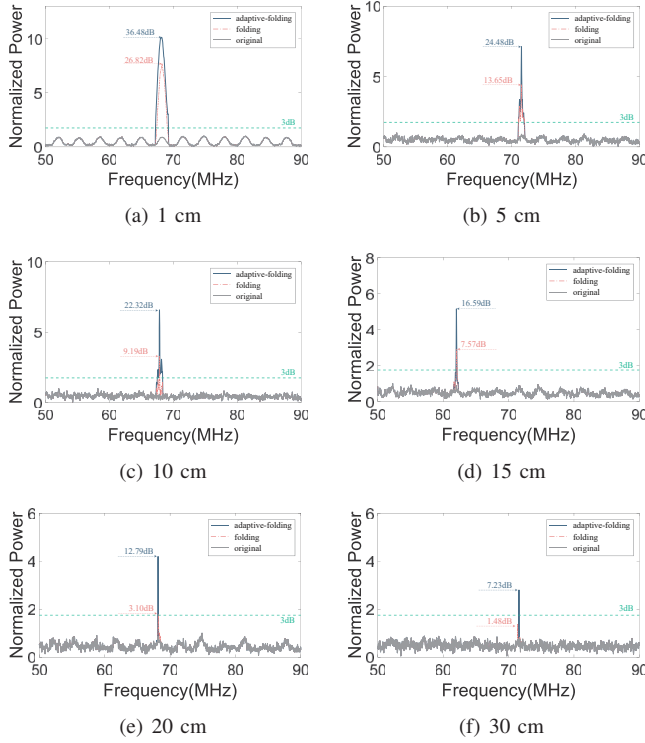 Normalized Power
10
5
0
36.48dB
26.82dB
adaptive-folding
folding
original
3dB
50 60 70 80 90
Frequency(MHz)
(a) 1 cm
Normalized Power
10
5
0
24.48dB
13.65dB
adaptive-folding
folding
original
3dB
50 60 70 80 90
Frequency(MHz)
(b) 5 cm
Normalized Power
10
5
0
22.32dB
9.19dB
adaptive-folding
folding
original
3dB
50 60 70 80 90
Frequency(MHz)
(c) 10 cm
Normalized Power
8
6
4
2
0
16.59dB
7.57dB
adaptive-folding
folding
original
3dB
50 60 70 80 90
Frequency(MHz)
(d) 15 cm
Normalized Power
6
4
2
0
12.79dB
3.10dB
adaptive-folding
folding
original
3dB
50 60 70 80 90
Frequency(MHz)
(e) 20 cm
Normalized Power
6
4
2
0
7.23dB
1.48dB
adaptive-folding
folding
original
3dB
50 60 70 80 90
Frequency(MHz)
(f) 30 cm